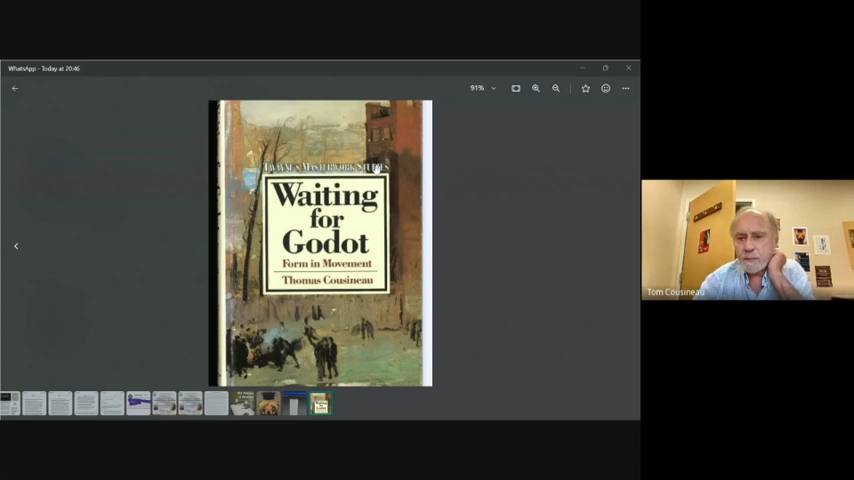 WhatsApp - Today at 20:46
91%
TWAYNE'S MASTERWORK STUDIES
Waiting
for
Godot
Form in Movement
Thomas Cousineau
Tom Cousineau